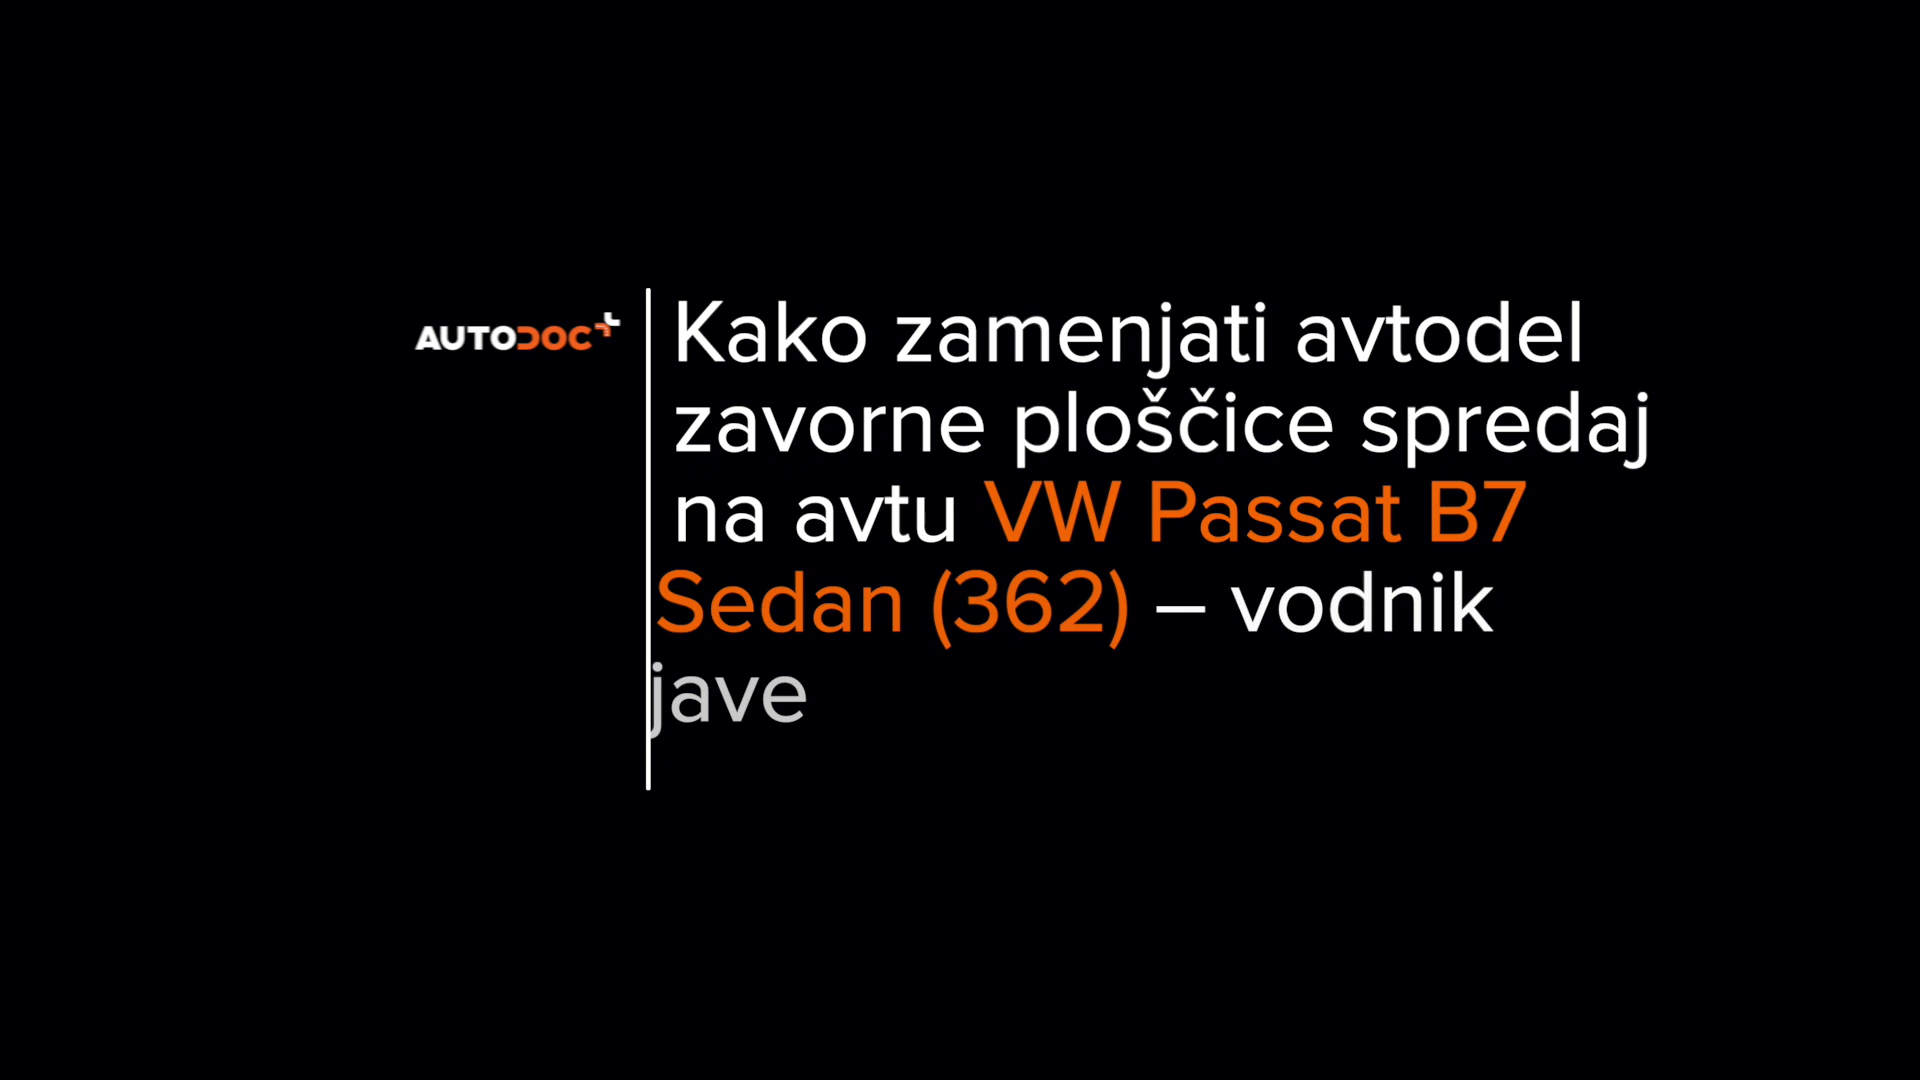 AUTODOC
Kako zamenjati avtodel
zavorne ploščice spredaj
na avtu VW Passat B7
Sedan (362) – vodnik
jave